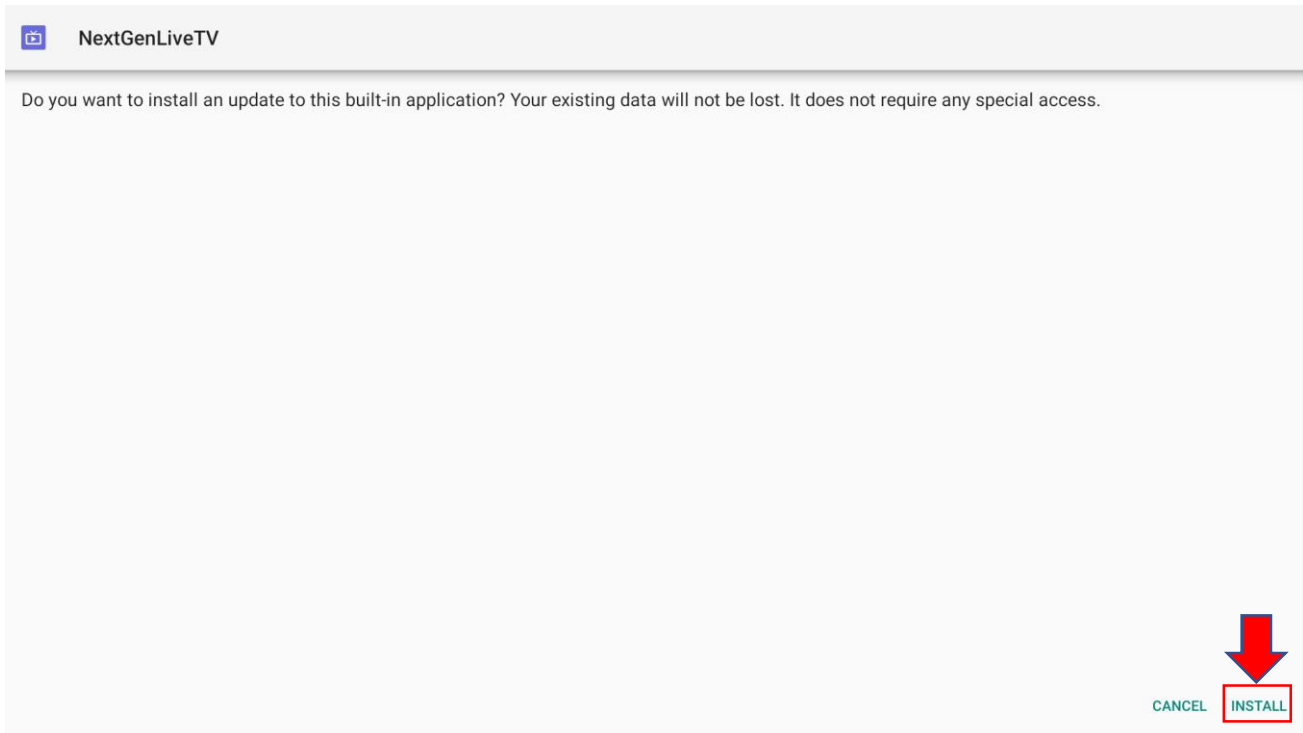 NextGenLiveTV
Do you want to install an update to this built-in application? Your existing data will not be lost. It does not require any special access.
CANCEL INSTALL